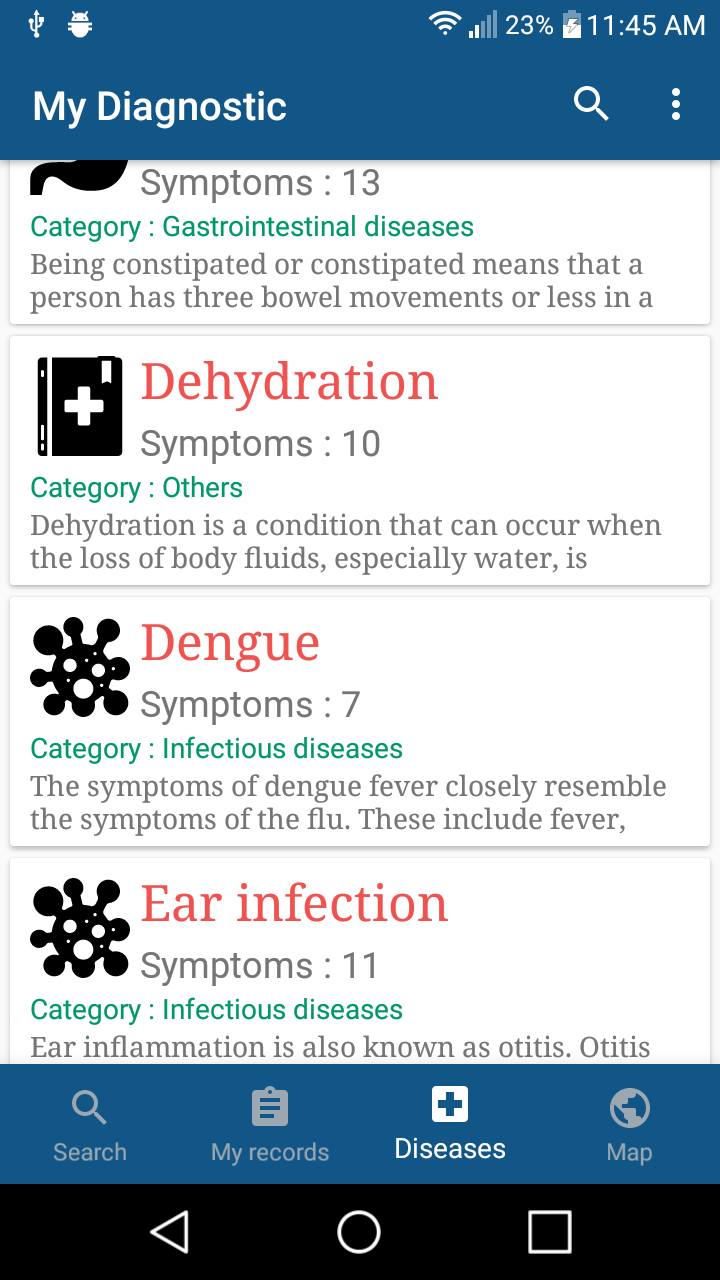 23% 11:45 AM
My Diagnostic
Symptoms : 13
Category : Gastrointestinal diseases
Being constipated or constipated means that a
person has three bowel movements or less in a
Dehydration
Symptoms : 10
Category : Others
Dehydration is a condition that can occur when
the loss of body fluids, especially water, is
Dengue
Symptoms : 7
Category : Infectious diseases
The symptoms of dengue fever closely resemble
the symptoms of the flu. These include fever,
Ear infection
Symptoms : 11
Category : Infectious diseases
Ear inflammation is also known as otitis. Otitis
Search My records Diseases Map